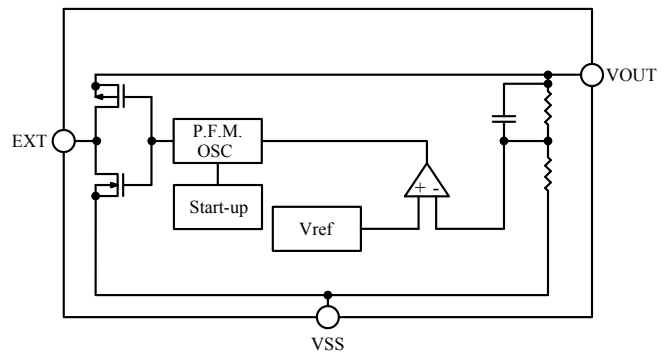 VOUT
EXT
P.F.M.
OSC
Start-up
+ -
Vref
VSS